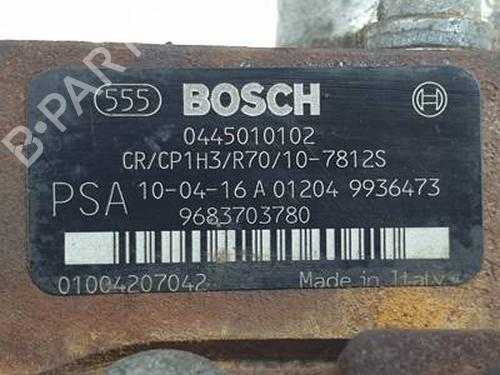 555 BOSCH
0445010102
CR/CP1H3/R70/10-7812S
PSA 10-04-16 A 01204 9936473
9683703780
01004207042 Made in Italy
B-PARTS